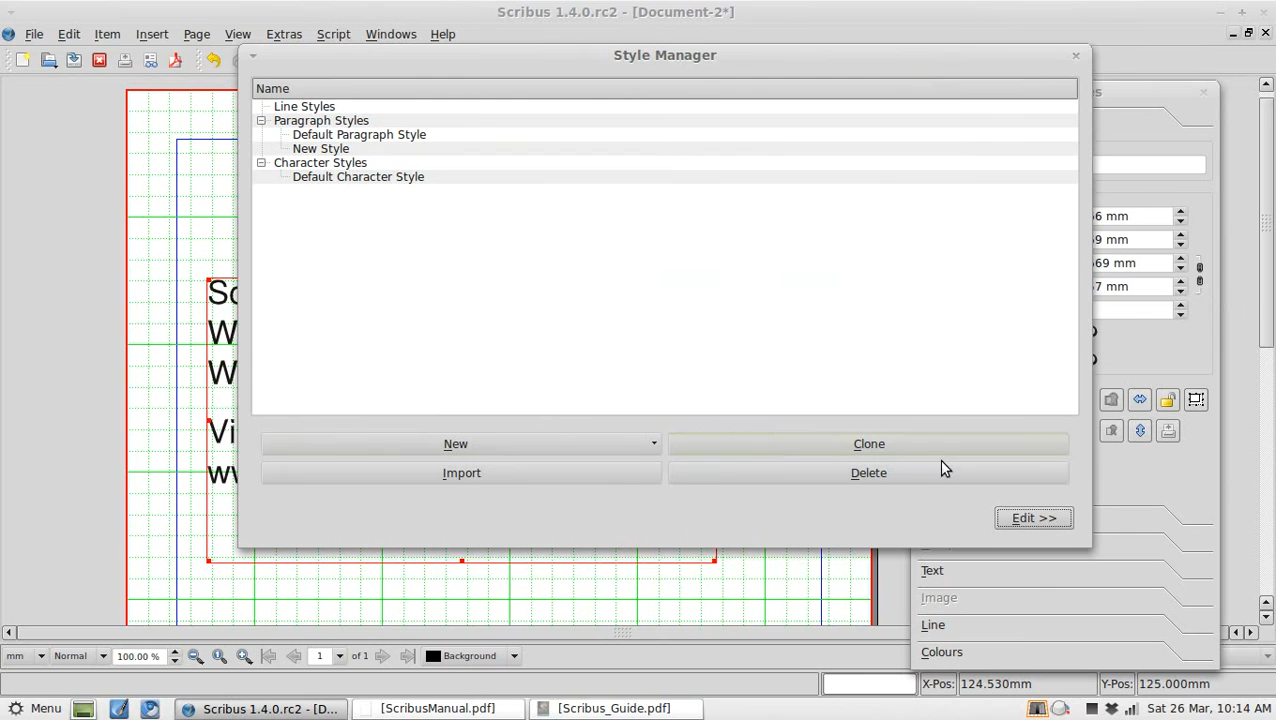 Scribus 1.4.0.rc2 - [Document-2*]
File Edit Item Insert Page View Extras Script Windows Help
Style Manager
Name
Line Styles
Paragraph Styles
Default Paragraph Style
New Style
Character Styles
Default Character Style
New Clone
Import Delete
Edit >>
Text
Image
Line
Colours
mm Normal 100.00 % 1 of 1 Background
X-Pos: 124.530mm Y-Pos: 125.000mm
Menu Scribus 1.4.0.rc2 - [D... [ScribusManual.pdf] [Scribus_Guide.pdf] Sat 26 Mar, 10:14 AM